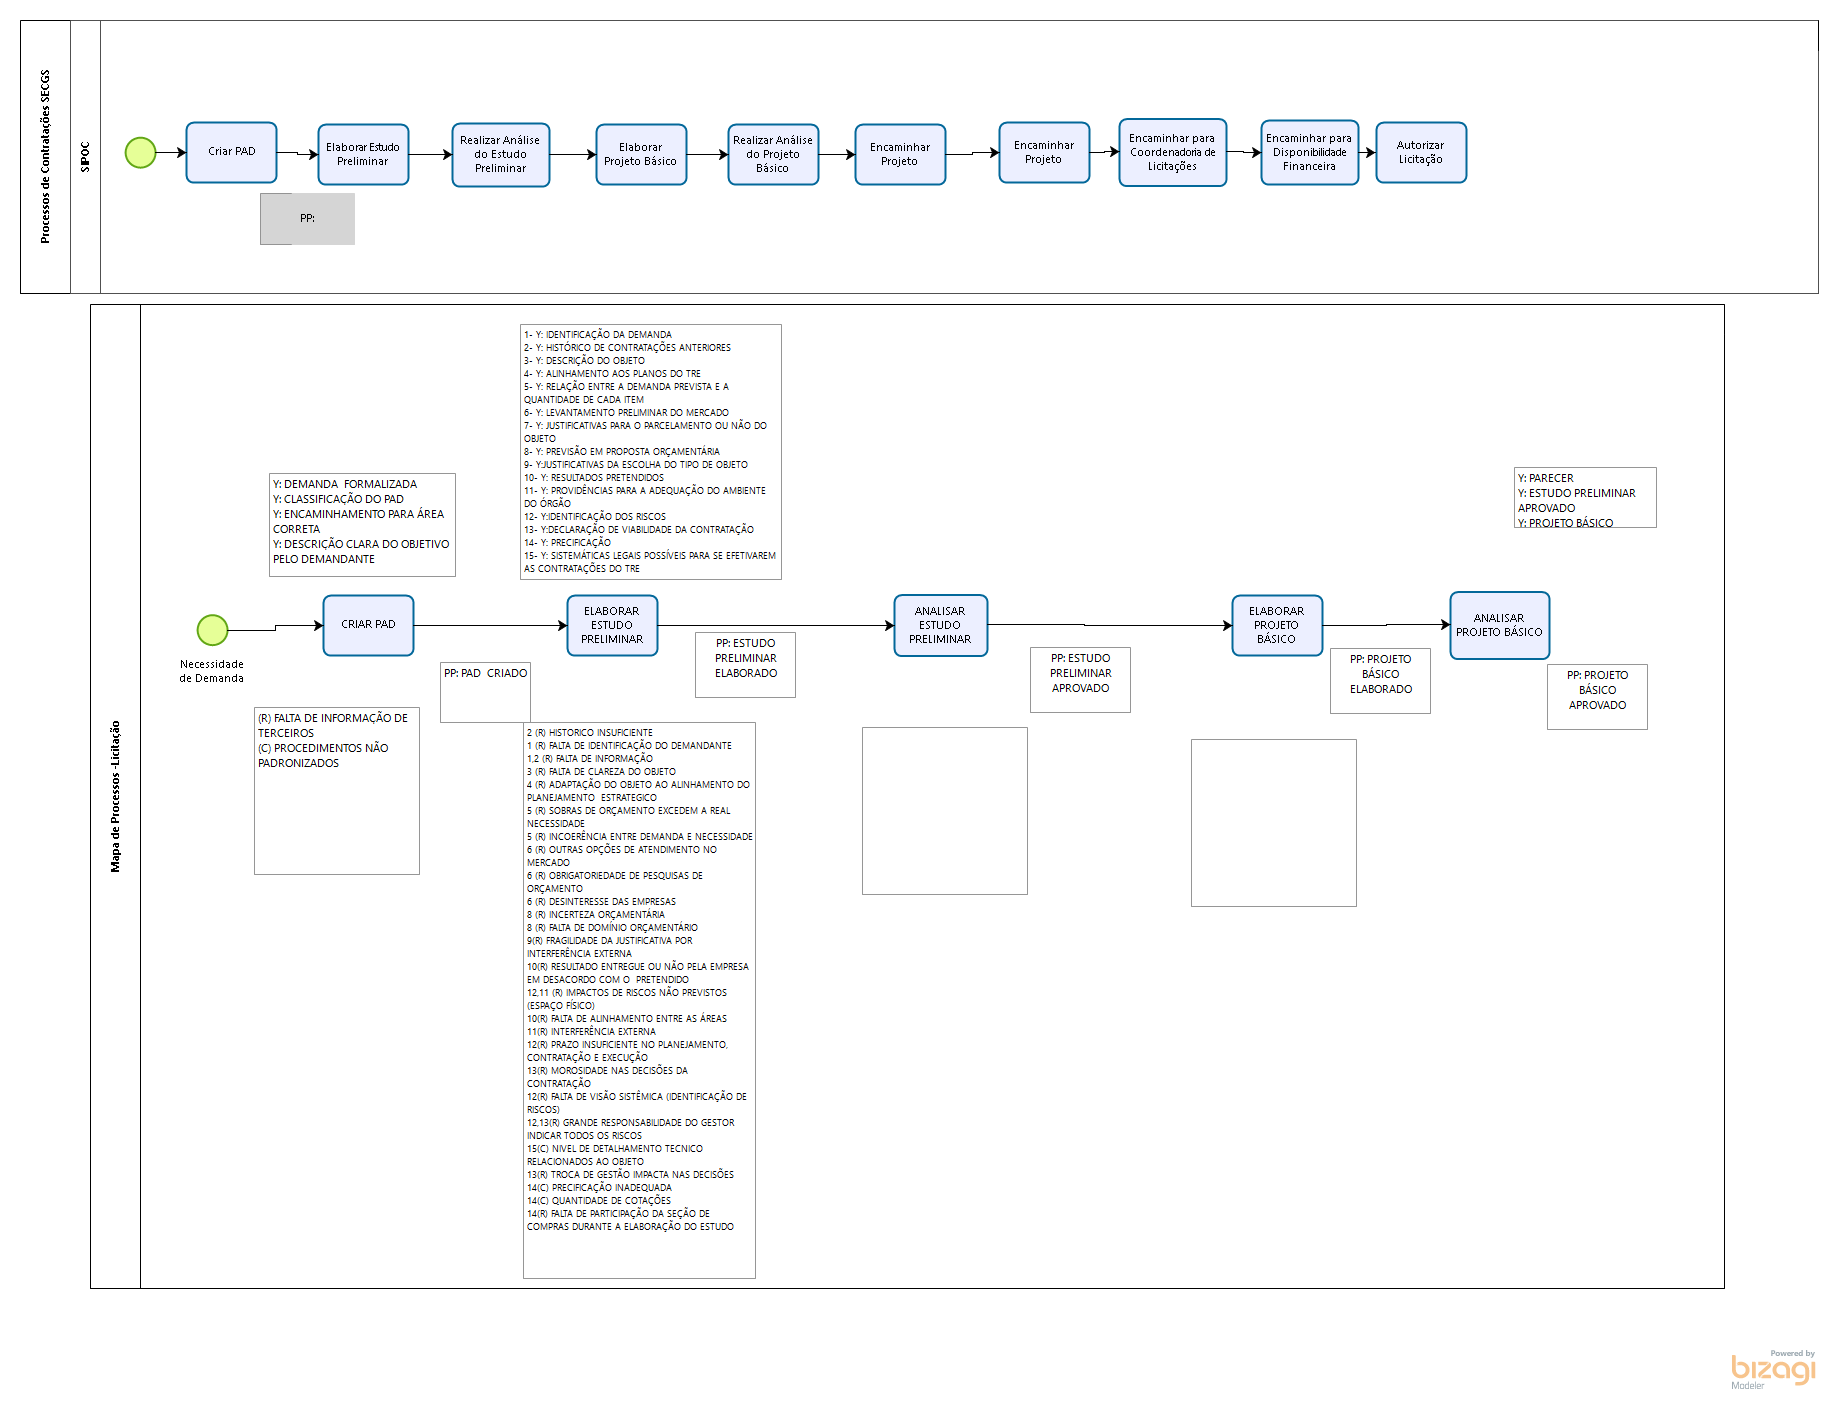 Processos de Contratações SECGS
SIPOC
Criar PAD
Elaborar Estudo
Preliminar
Realizar Análise
do Estudo
Preliminar
Elaborar
Projeto Básico
Realizar Análise
do Projeto
Básico
Encaminhar
Projeto
Encaminhar
Projeto
Encaminhar para
Coordenadoria de
Licitações
Encaminhar para
Disponibilidade
Financeira
Autorizar
Licitação
PP:
Mapa de Processos -Licitação
1- Y: IDENTIFICAÇÃO DA DEMANDA
2- Y: HISTÓRICO DE CONTRATAÇÕES ANTERIORES
3- Y: DESCRIÇÃO DO OBJETO
4- Y: ALINHAMENTO AOS PLANOS DO TRE
5- Y: RELAÇÃO ENTRE A DEMANDA PREVISTA E A
QUANTIDADE DE CADA ITEM
6- Y: LEVANTAMENTO PRELIMINAR DO MERCADO
7- Y: JUSTIFICATIVAS PARA O PARCELAMENTO OU NÃO DO
OBJETO
8- Y: PREVISÃO EM PROPOSTA ORÇAMENTÁRIA
9- Y:JUSTIFICATIVAS DA ESCOLHA DO TIPO DE OBJETO
10- Y: RESULTADOS PRETENDIDOS
11- Y: PROVIDÊNCIAS PARA A ADEQUAÇÃO DO AMBIENTE
DO ÓRGÃO
12- Y:IDENTIFICAÇÃO DOS RISCOS
13- Y:DECLARAÇÃO DE VIABILIDADE DA CONTRATAÇÃO
14- Y: PRECIFICAÇÃO
15- Y: SISTEMÁTICAS LEGAIS POSSÍVEIS PARA SE EFETIVAREM
AS CONTRATAÇÕES DO TRE
Y: DEMANDA  FORMALIZADA
Y: CLASSIFICAÇÃO DO PAD
Y: ENCAMINHAMENTO PARA ÁREA
CORRETA
Y: DESCRIÇÃO CLARA DO OBJETIVO
PELO DEMANDANTE
Y: PARECER
Y: ESTUDO PRELIMINAR
APROVADO
Y: PROJETO BÁSICO
Necessidade
de Demanda
CRIAR PAD
ELABORAR
ESTUDO
PRELIMINAR
ANALISAR
ESTUDO
PRELIMINAR
ELABORAR
PROJETO
BÁSICO
ANALISAR
PROJETO BÁSICO
PP: PAD  CRIADO
PP: ESTUDO
PRELIMINAR
ELABORADO
PP: ESTUDO
PRELIMINAR
APROVADO
PP: PROJETO
BÁSICO
ELABORADO
PP: PROJETO
BÁSICO
APROVADO
(R) FALTA DE INFORMAÇÃO DE
TERCEIROS
(C) PROCEDIMENTOS NÃO
PADRONIZADOS
2 (R) HISTORICO INSUFICIENTE
1 (R) FALTA DE IDENTIFICAÇÃO DO DEMANDANTE
1,2 (R) FALTA DE INFORMAÇÃO
3 (R) FALTA DE CLAREZA DO OBJETO
4 (R) ADAPTAÇÃO DO OBJETO AO ALINHAMENTO DO
PLANEJAMENTO  ESTRATEGICO
5 (R) SOBRAS DE ORÇAMENTO EXCEDEM A REAL
NECESSIDADE
5 (R) INCOERÊNCIA ENTRE DEMANDA E NECESSIDADE
6 (R) OUTRAS OPÇÕES DE ATENDIMENTO NO
MERCADO
6 (R) OBRIGATORIEDADE DE PESQUISAS DE
ORÇAMENTO
6 (R) DESINTERESSE DAS EMPRESAS
8 (R) INCERTEZA ORÇAMENTÁRIA
8 (R) FALTA DE DOMÍNIO ORÇAMENTÁRIO
9(R) FRAGILIDADE DA JUSTIFICATIVA POR
INTERFERÊNCIA EXTERNA
10(R) RESULTADO ENTREGUE OU NÃO PELA EMPRESA
EM DESACORDO COM O  PRETENDIDO
12,11 (R) IMPACTOS DE RISCOS NÃO PREVISTOS
(ESPAÇO FÍSICO)
10(R) FALTA DE ALINHAMENTO ENTRE AS ÁREAS
11(R) INTERFERÊNCIA EXTERNA
12(R) PRAZO INSUFICIENTE NO PLANEJAMENTO,
CONTRATAÇÃO E EXECUÇÃO
13(R) MOROSIDADE NAS DECISÕES DA
CONTRATAÇÃO
12(R) FALTA DE VISÃO SISTÊMICA (IDENTIFICAÇÃO DE
RISCOS)
12,13(R) GRANDE RESPONSABILIDADE DO GESTOR
INDICAR TODOS OS RISCOS
15(C) NIVEL DE DETALHAMENTO TECNICO
RELACIONADOS AO OBJETO
13(R) TROCA DE GESTÃO IMPACTA NAS DECISÕES
14(C) PRECIFICAÇÃO INADEQUADA
14(C) QUANTIDADE DE COTAÇÕES
14(R) FALTA DE PARTICIPAÇÃO DA SEÇÃO DE
COMPRAS DURANTE A ELABORAÇÃO DO ESTUDO
Powered by
bizagi
Modeler